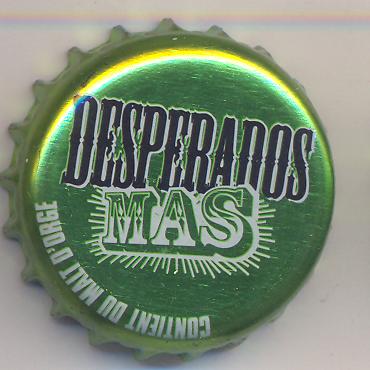 DESPERADOS
MAS
CONTIENT DU MALT D'ORGE